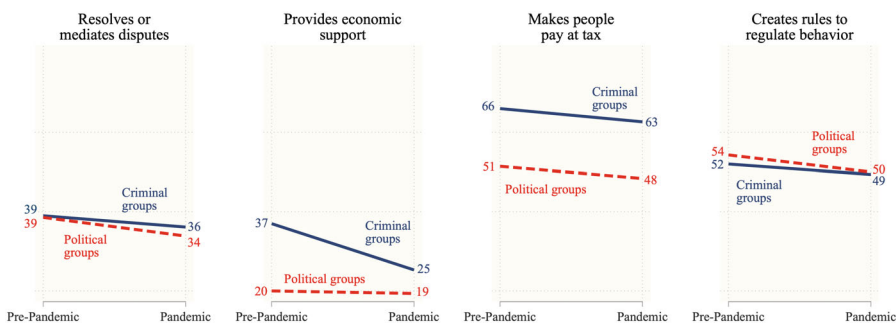 Resolves or
mediates disputes
39
39
Criminal
groups
36
Political
groups
34
Pre-Pandemic
Pandemic
Provides economic
support
37
Criminal
groups
25
Political groups
20
19
Pre-Pandemic
Pandemic
Makes people
pay at tax
66
Criminal
groups
63
51
Political groups
48
Pre-Pandemic
Pandemic
Creates rules to
regulate behavior
54
Political
groups
50
52
Criminal
groups
49
Pre-Pandemic
Pandemic